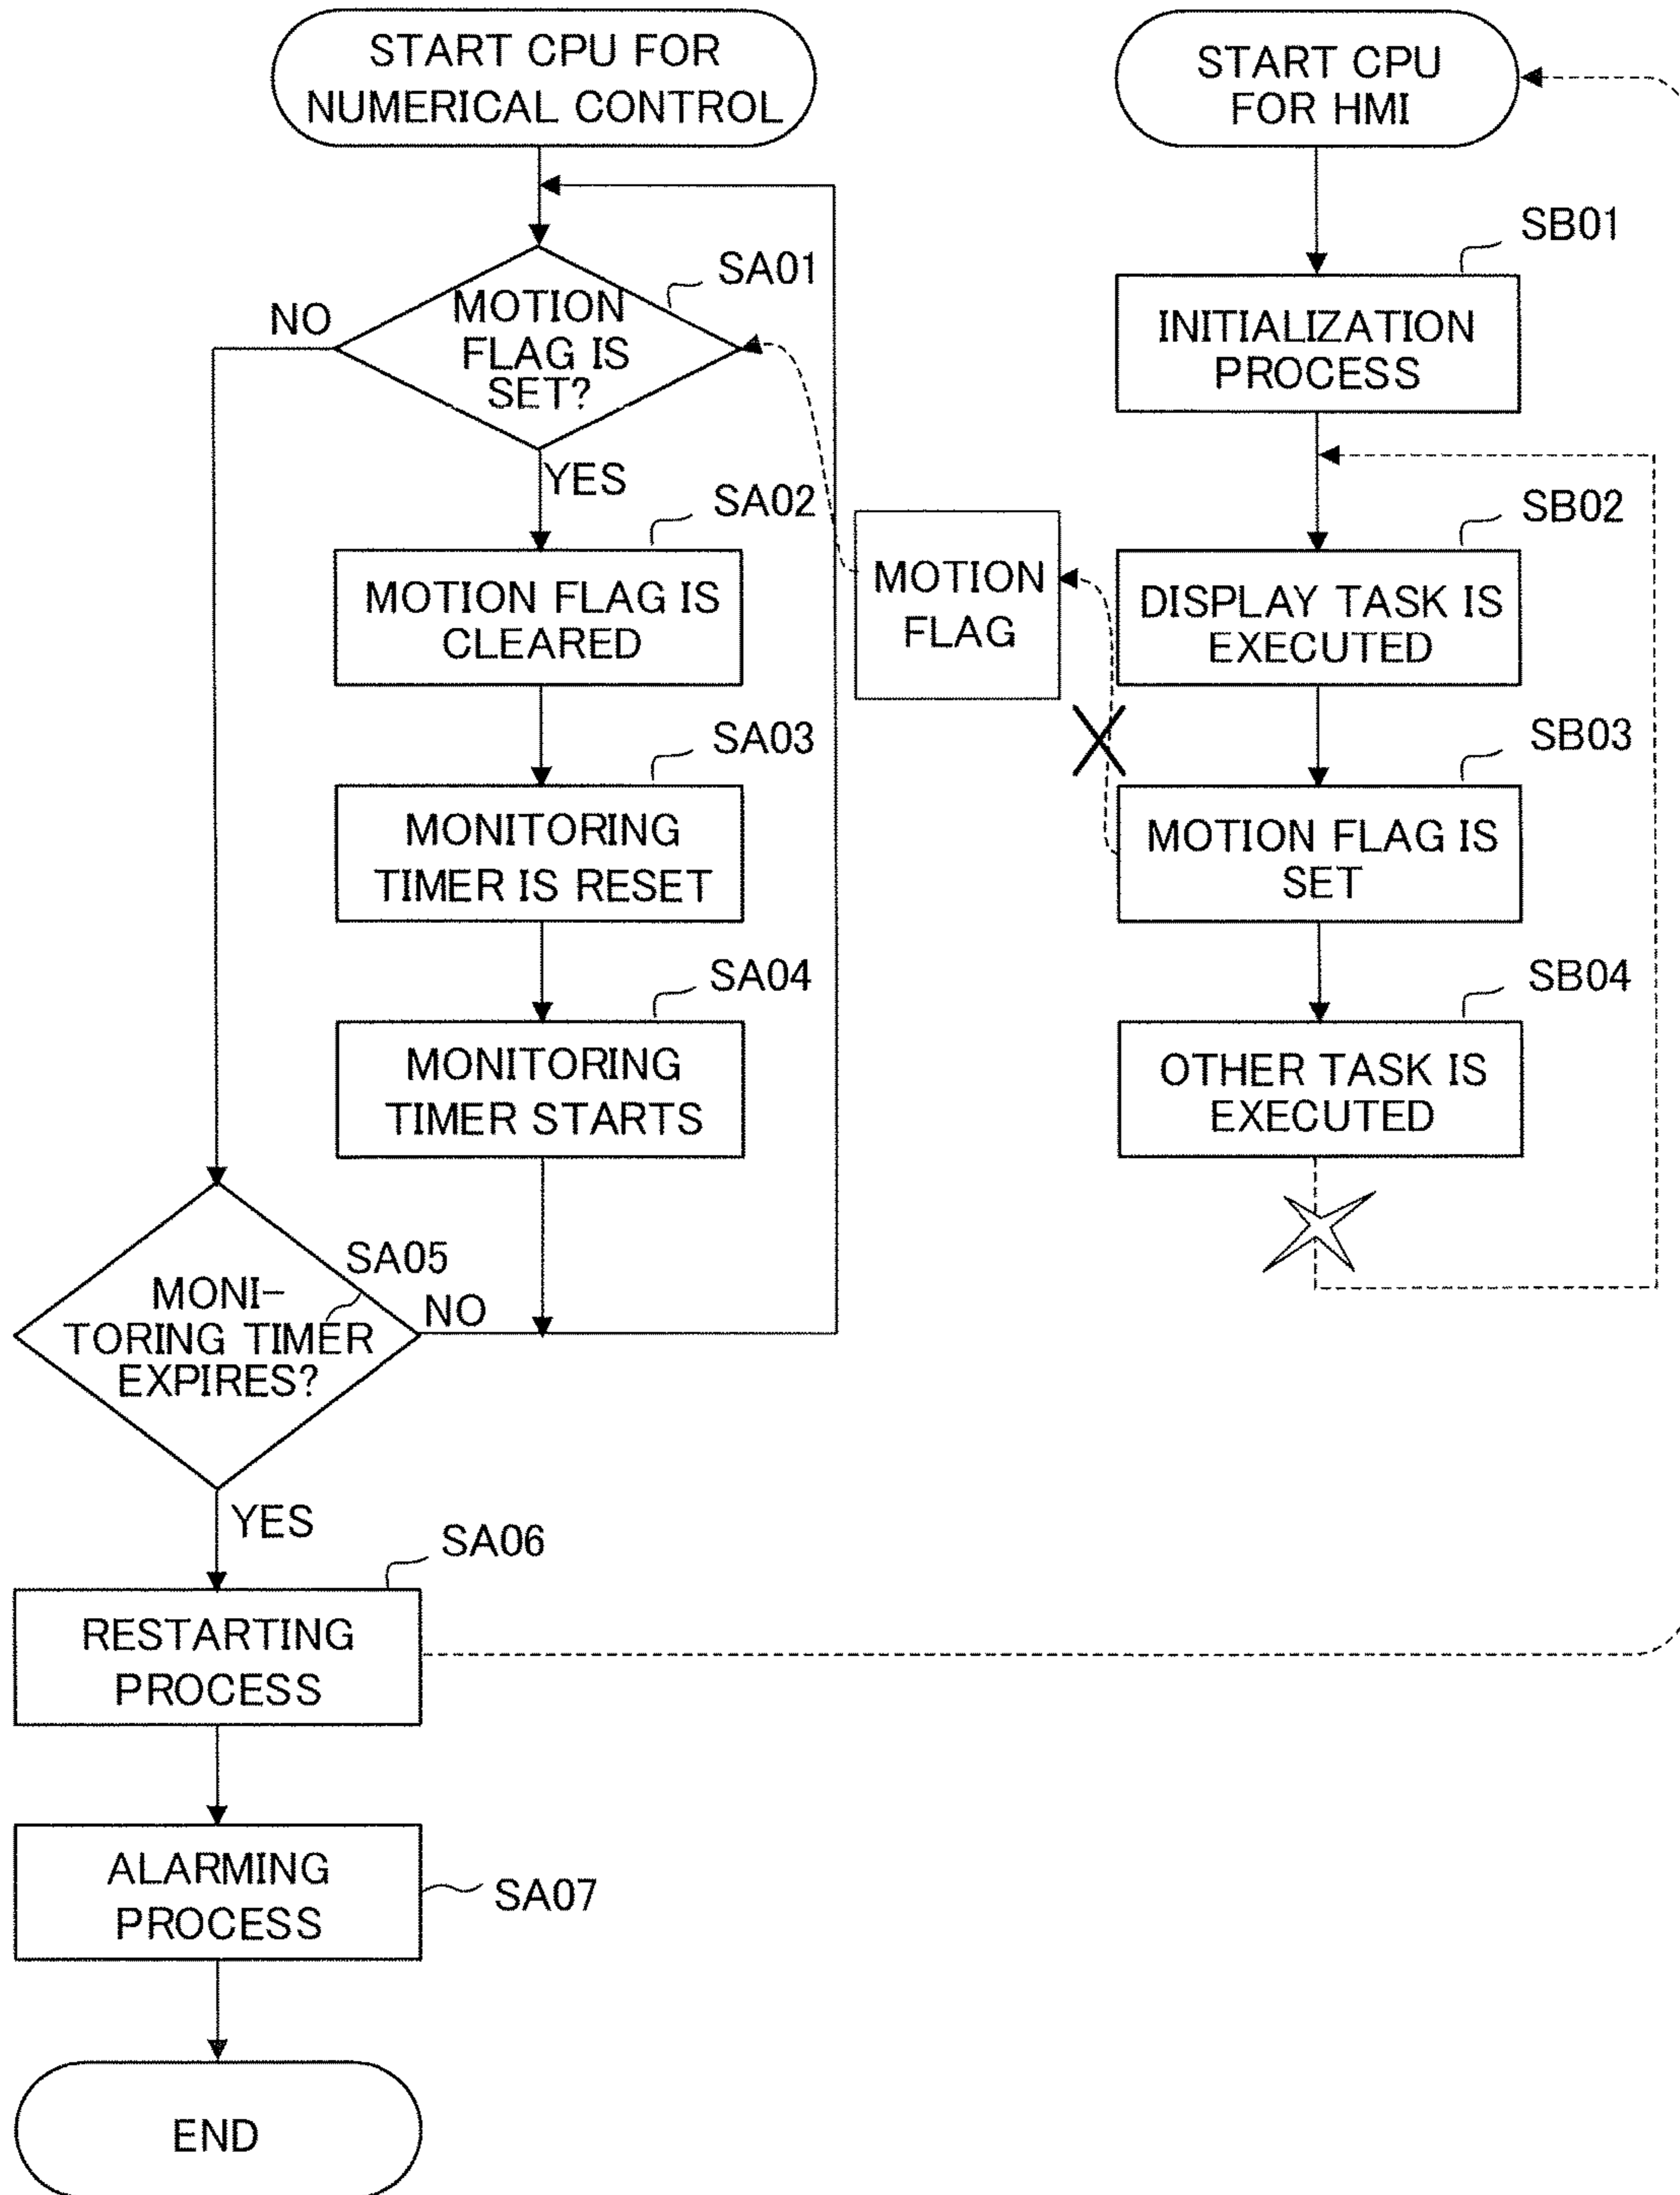 START CPU FOR
NUMERICAL CONTROL
SA01
MOTION
FLAG IS
SET?
NO
YES
SA02
MOTION FLAG IS
CLEARED
SA03
MONITORING
TIMER IS RESET
SA04
MONITORING
TIMER STARTS
SA05
MONI-
TORING TIMER
EXPIRES?
NO
YES
SA06
RESTARTING
PROCESS
ALARMING
PROCESS
SA07
END
MOTION
FLAG
START CPU
FOR HMI
SB01
INITIALIZATION
PROCESS
SB02
DISPLAY TASK IS
EXECUTED
SB03
MOTION FLAG IS
SET
SB04
OTHER TASK IS
EXECUTED